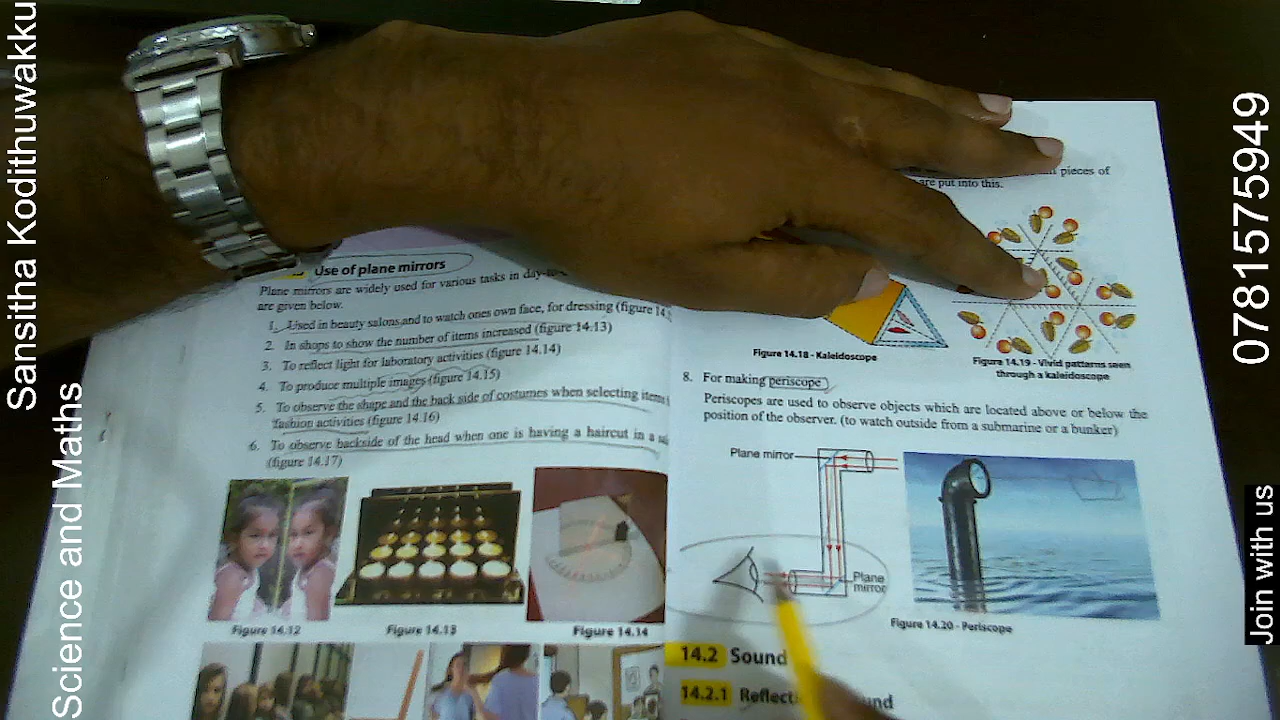 Sansitha Kodithuwakku
Science and Maths
Use of plane mirrors
Plane mirrors are widely used for various tasks in
are given below.
1. Used in beauty salons and to watch ones own face, for dressing (figure 14.
2. In shops to show the number of items increased (figure 14.13)
3. To reflect light for laboratory activities (figure 14.14)
4. To produce multiple images (figure 14.15)
5. To observe the shape and the back side of costumes when selecting items
fashion activities (figure 14.16)
6. To observe backside of the head when one is having a haircut in a
(figure 14.17)
Figure 14.12
Figure 14.13
Figure 14.14
pieces of
are put into this.
Figure 14.18 - Kaleidoscope
Figure 14.19 - Vivid patterns seen
through a kaleidoscope
8. For making periscope
Periscopes are used to observe objects which are located above or below the
position of the observer. (to watch outside from a submarine or a bunker)
Plane mirror
Plane
mirror
Figure 14.20 - Periscope
14.2 Sound
14.2.1
0781575949
Join with us